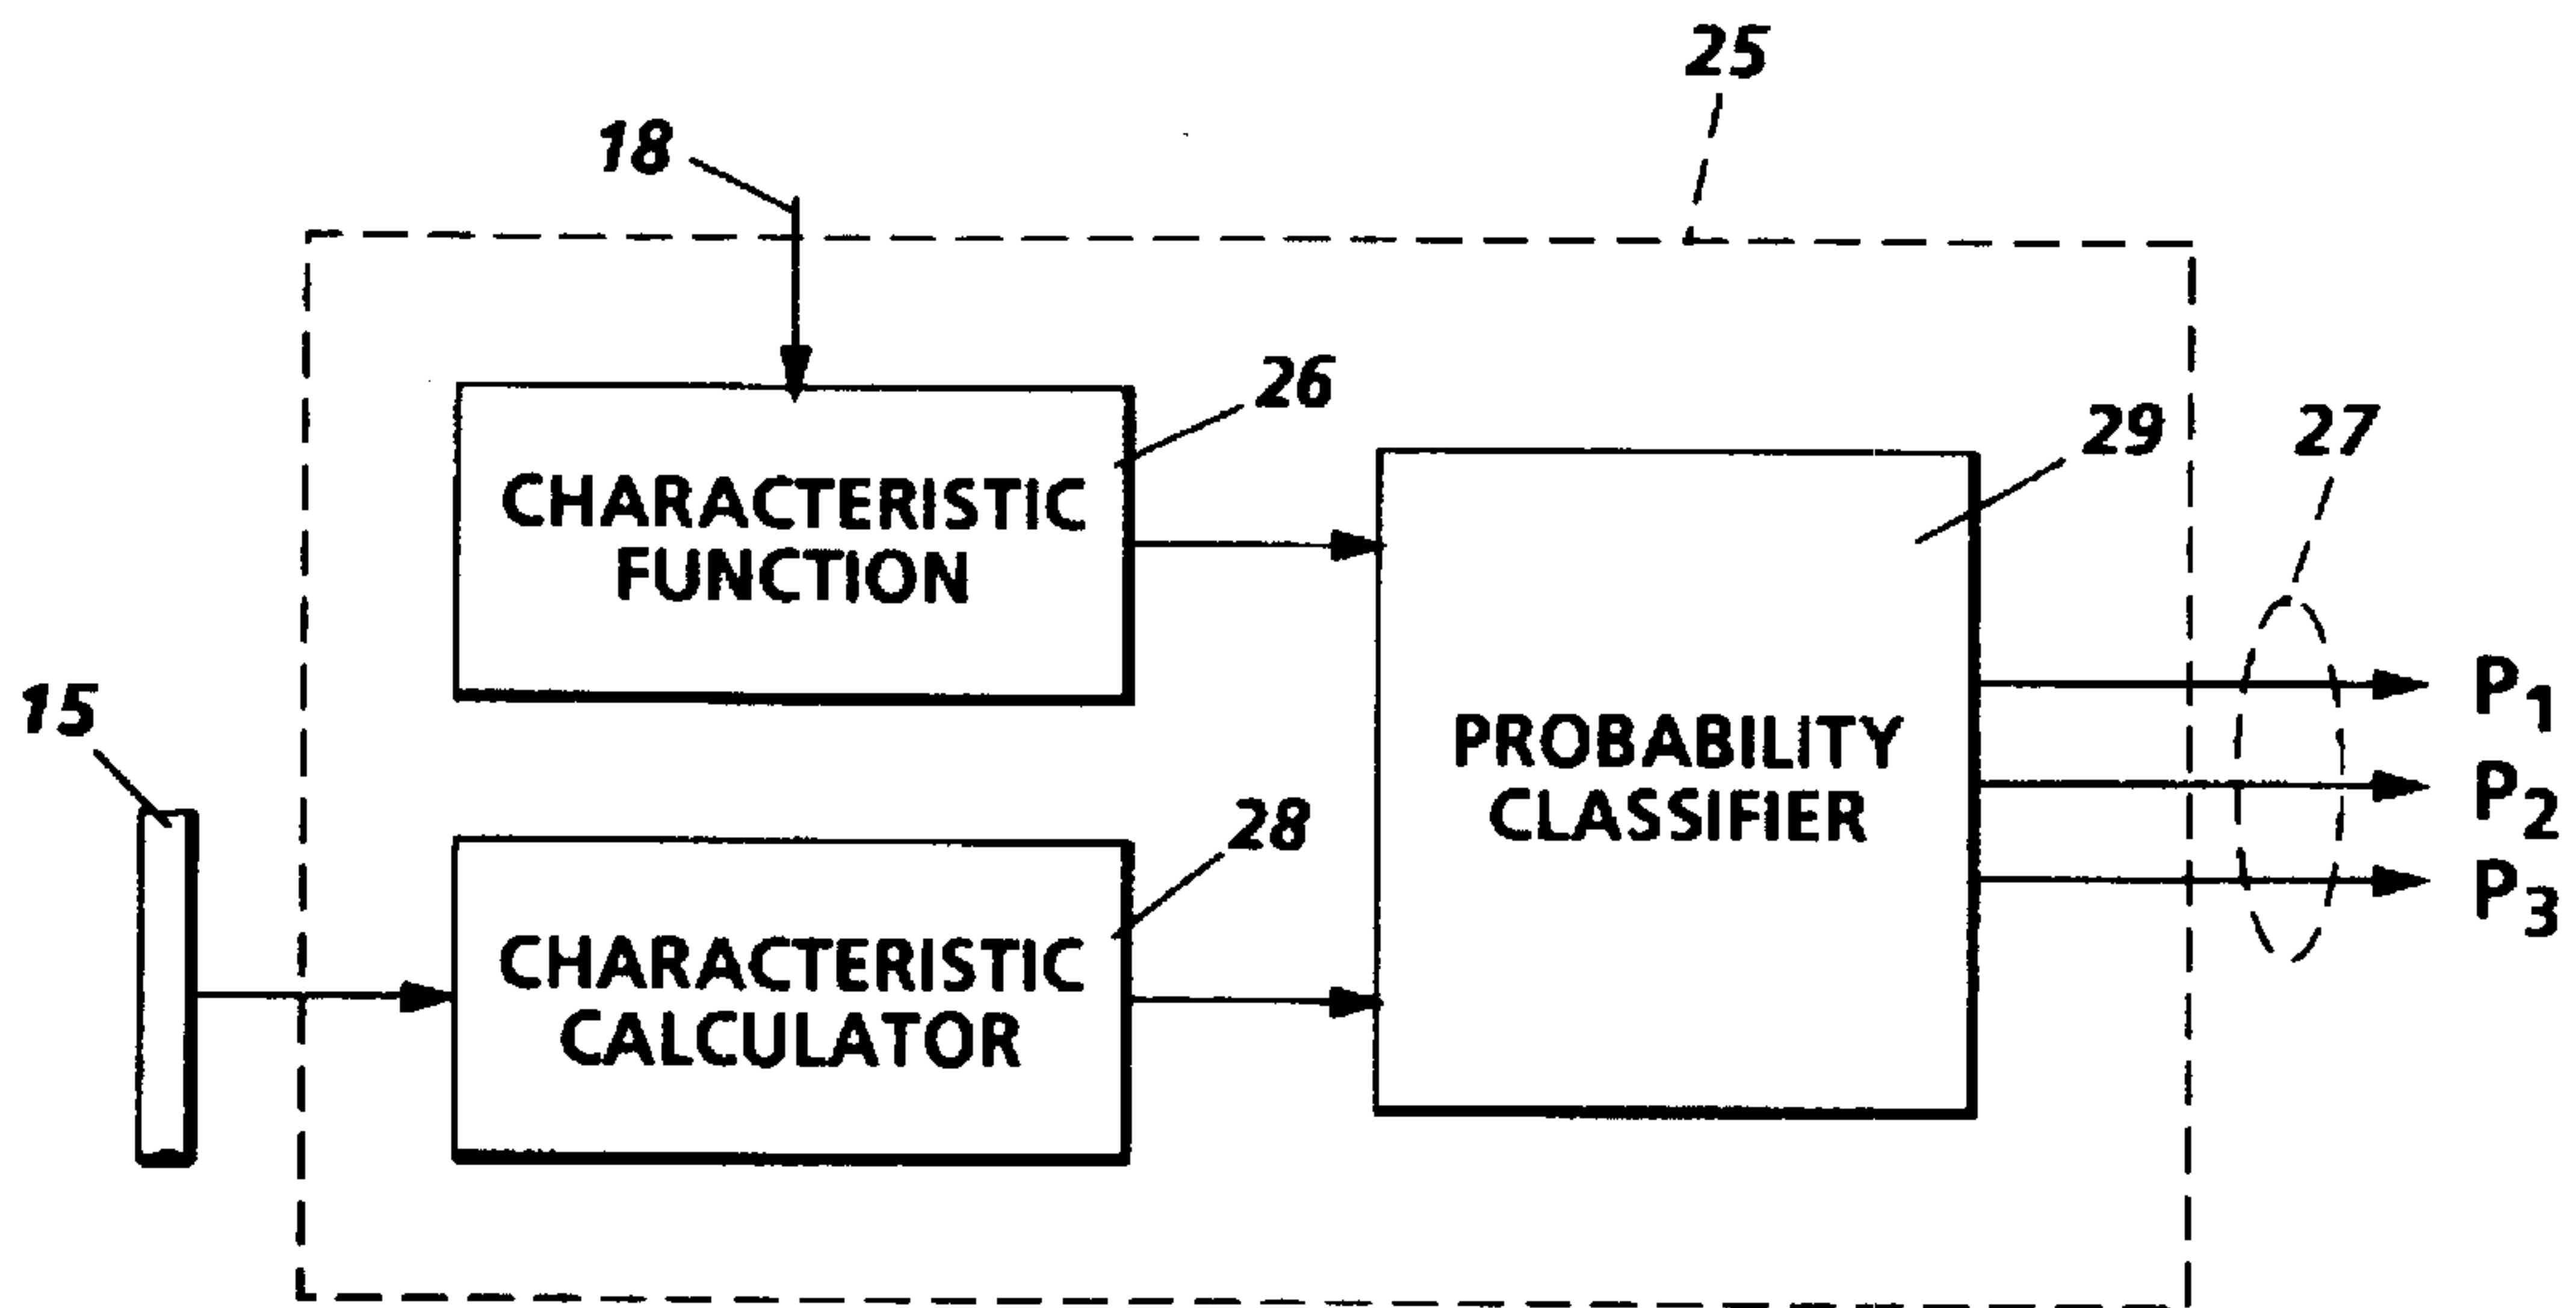 25
18
26
29
27
CHARACTERISTIC
FUNCTION
15
P1
PROBABILITY
P2
CLASSIFIER
28
P3
CHARACTERISTIC
CALCULATOR